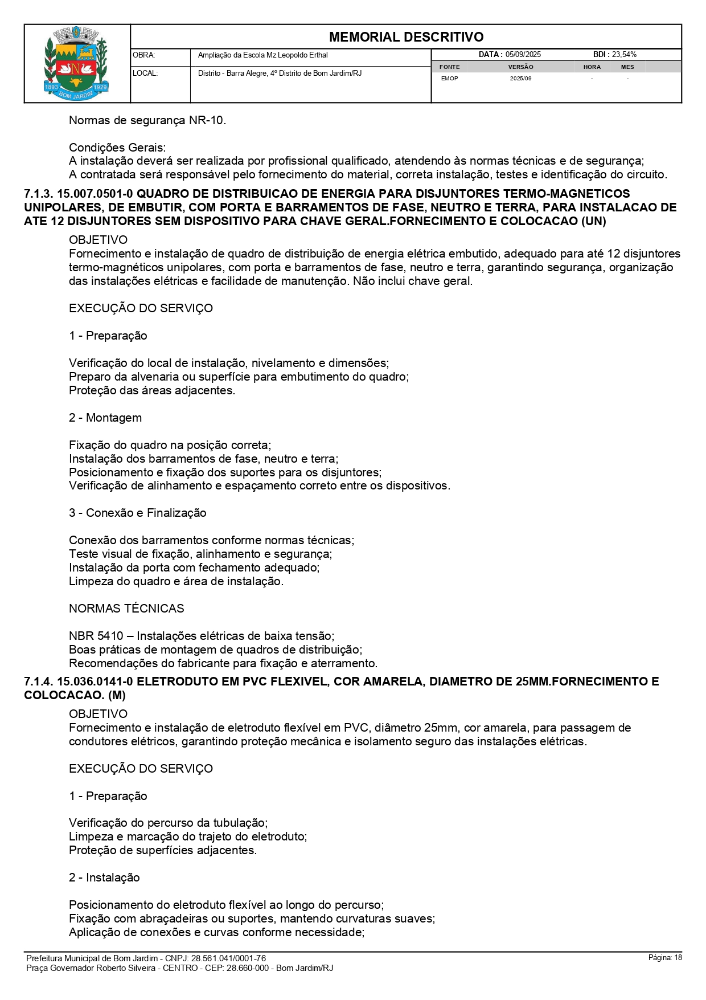 MEMORIAL DESCRITIVO
OBRA: Ampliação da Escola Mz Leopoldo Erthal
LOCAL: Distrito - Barra Alegre, 4º Distrito de Bom Jardim/RJ
DATA : 05/09/2025 BDI : 23,54%
FONTE VERSÃO HORA MES
EMOP 2025/09 - -
N
1893 1929
BOM JARDIM
Normas de segurança NR-10.
Condições Gerais:
A instalação deverá ser realizada por profissional qualificado, atendendo às normas técnicas e de segurança;
A contratada será responsável pelo fornecimento do material, correta instalação, testes e identificação do circuito.
7.1.3. 15.007.0501-0 QUADRO DE DISTRIBUICAO DE ENERGIA PARA DISJUNTORES TERMO-MAGNETICOS
UNIPOLARES, DE EMBUTIR, COM PORTA E BARRAMENTOS DE FASE, NEUTRO E TERRA, PARA INSTALACAO DE
ATE 12 DISJUNTORES SEM DISPOSITIVO PARA CHAVE GERAL.FORNECIMENTO E COLOCACAO (UN)
OBJETIVO
Fornecimento e instalação de quadro de distribuição de energia elétrica embutido, adequado para até 12 disjuntores
termo-magnéticos unipolares, com porta e barramentos de fase, neutro e terra, garantindo segurança, organização
das instalações elétricas e facilidade de manutenção. Não inclui chave geral.
EXECUÇÃO DO SERVIÇO
1 - Preparação
Verificação do local de instalação, nivelamento e dimensões;
Preparo da alvenaria ou superfície para embutimento do quadro;
Proteção das áreas adjacentes.
2 - Montagem
Fixação do quadro na posição correta;
Instalação dos barramentos de fase, neutro e terra;
Posicionamento e fixação dos suportes para os disjuntores;
Verificação de alinhamento e espaçamento correto entre os dispositivos.
3 - Conexão e Finalização
Conexão dos barramentos conforme normas técnicas;
Teste visual de fixação, alinhamento e segurança;
Instalação da porta com fechamento adequado;
Limpeza do quadro e área de instalação.
NORMAS TÉCNICAS
NBR 5410 – Instalações elétricas de baixa tensão;
Boas práticas de montagem de quadros de distribuição;
Recomendações do fabricante para fixação e aterramento.
7.1.4. 15.036.0141-0 ELETRODUTO EM PVC FLEXIVEL, COR AMARELA, DIAMETRO DE 25MM.FORNECIMENTO E
COLOCACAO. (M)
OBJETIVO
Fornecimento e instalação de eletroduto flexível em PVC, diâmetro 25mm, cor amarela, para passagem de
condutores elétricos, garantindo proteção mecânica e isolamento seguro das instalações elétricas.
EXECUÇÃO DO SERVIÇO
1 - Preparação
Verificação do percurso da tubulação;
Limpeza e marcação do trajeto do eletroduto;
Proteção de superfícies adjacentes.
2 - Instalação
Posicionamento do eletroduto flexível ao longo do percurso;
Fixação com abraçadeiras ou suportes, mantendo curvaturas suaves;
Aplicação de conexões e curvas conforme necessidade;
Prefeitura Municipal de Bom Jardim - CNPJ: 28.561.041/0001-76 Página: 18
Praça Governador Roberto Silveira - CENTRO - CEP: 28.660-000 - Bom Jardim/RJ